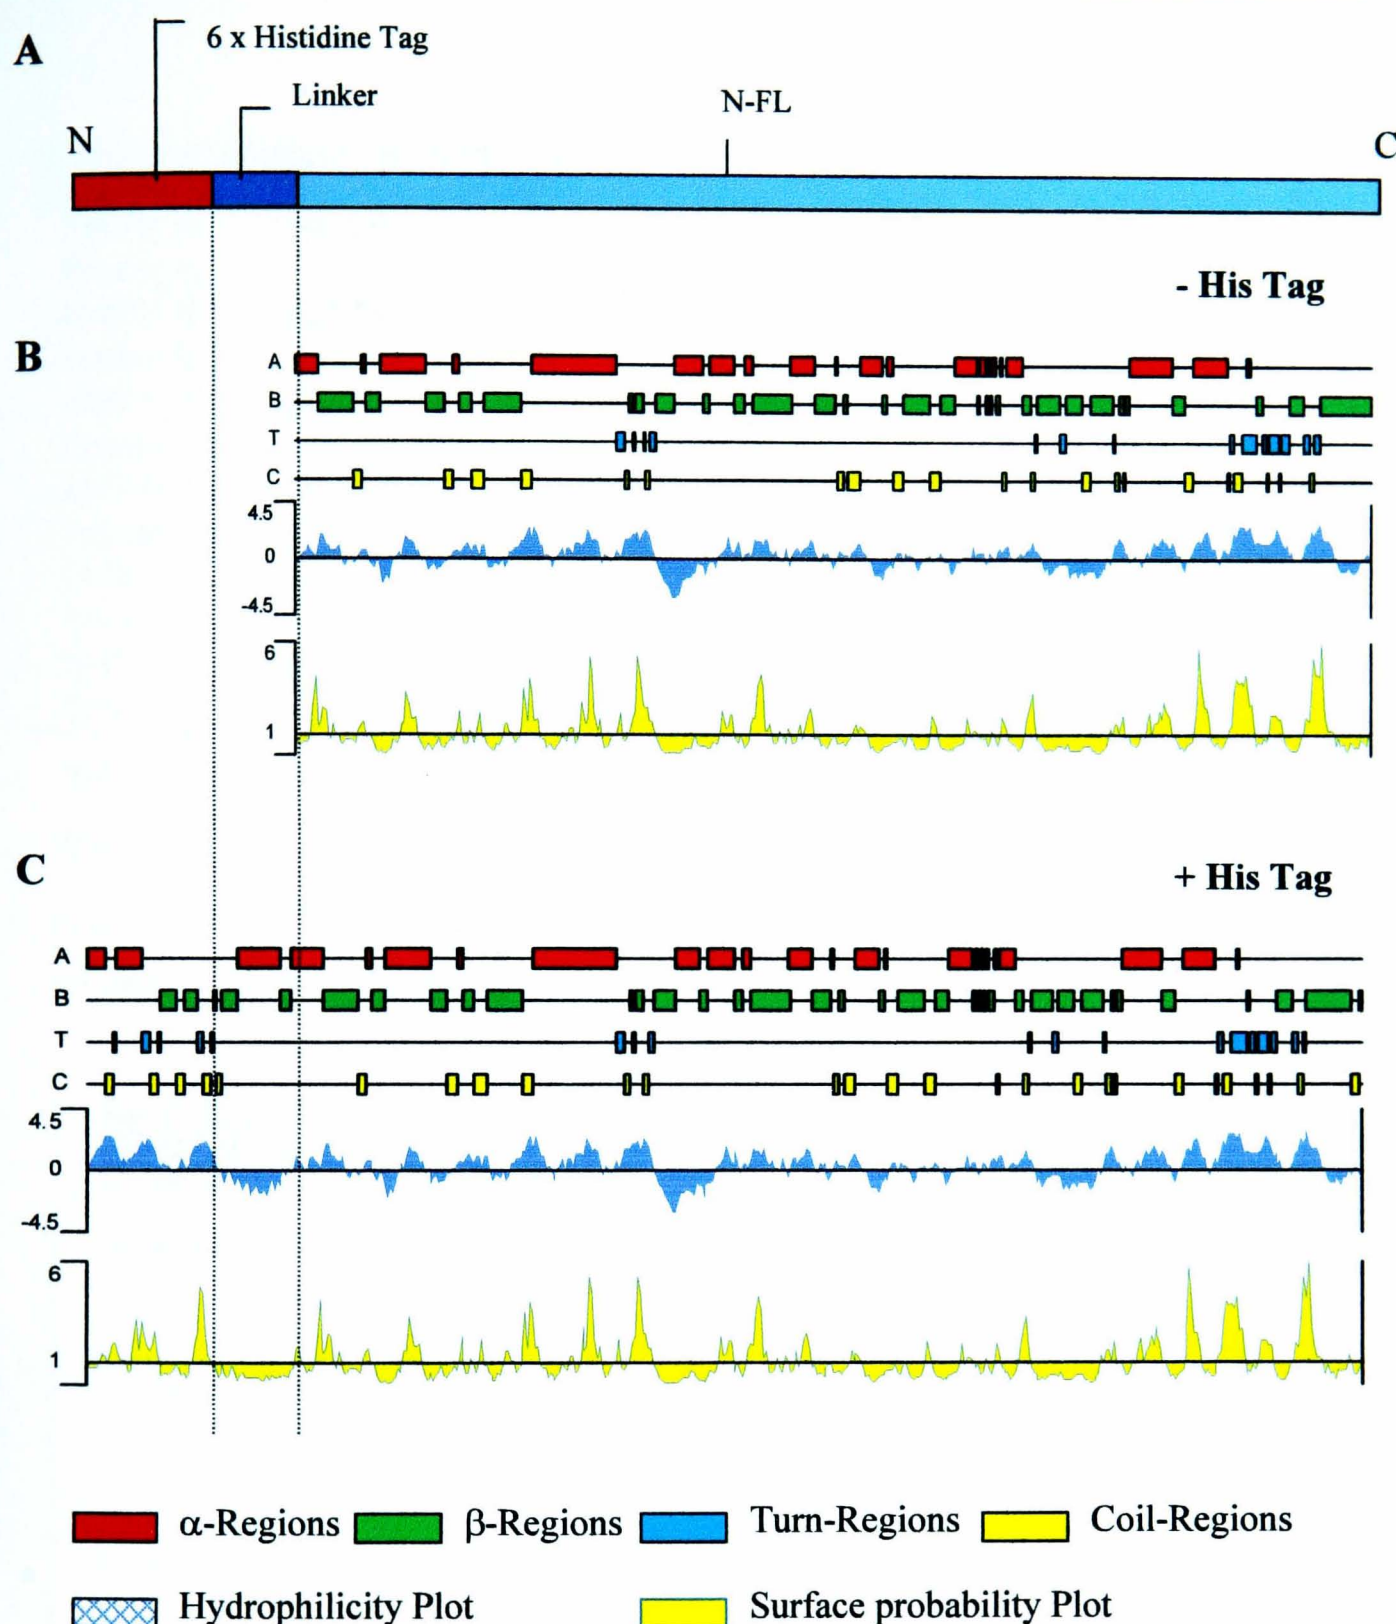 A
6 x Histidine Tag
Linker
N-FL
N
C
- His Tag
B
A
B
T
C
4.5
0
-4.5
6
1
C
+ His Tag
A
B
T
C
4.5
0
-4.5
6
1
α-Regions β-Regions Turn-Regions Coil-Regions
Hydrophilicity Plot Surface probability Plot